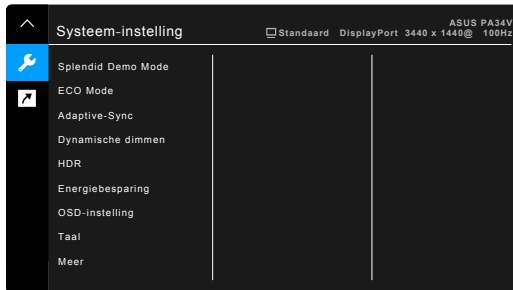 ASUS PA34V
Systeem-instelling
Standaard DisplayPort 3440 x 1440@ 100Hz
Splendid Demo Mode
ECO Mode
Adaptive-Sync
Dynamische dimmen
HDR
Energiebesparing
OSD-instelling
Taal
Meer